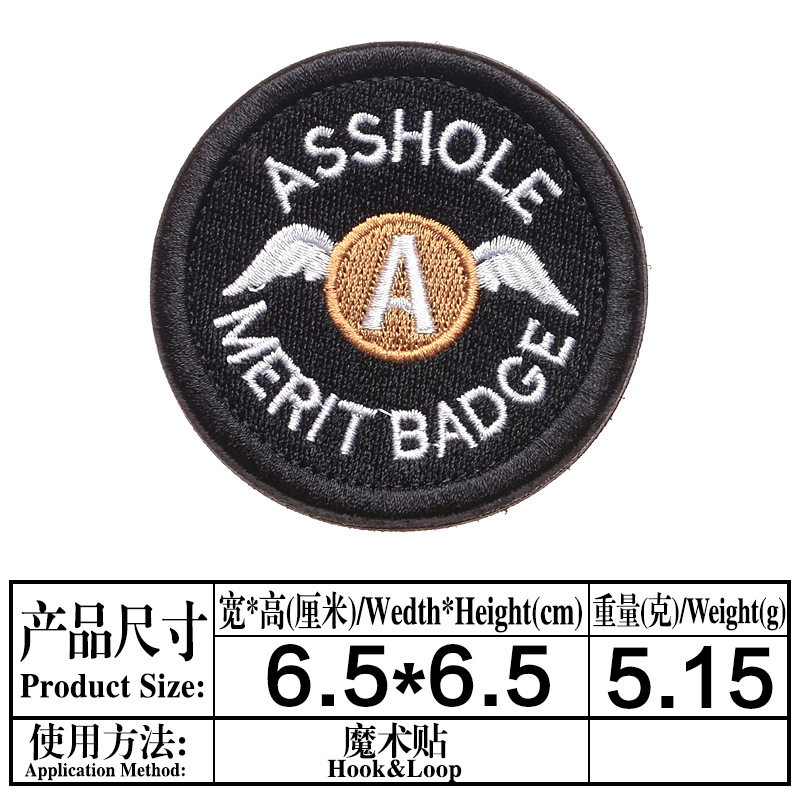 ASSHOLE
A
MERIT BADGE
产品尺寸
Product Size:
宽*高(厘米)/Wedth*Height(cm)
6.5*6.5
重量(克)/Weight(g)
5.15
使用方法:
Application Method:
魔术贴
Hook&Loop